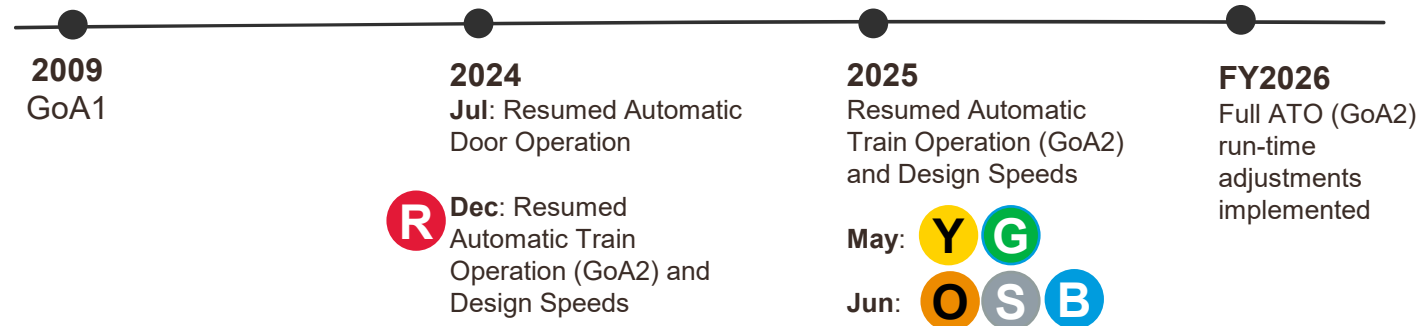 2009
GoA1
2024
Jul: Resumed Automatic
Door Operation
R
Dec: Resumed
Automatic Train
Operation (GoA2) and
Design Speeds
2025
Resumed Automatic
Train Operation (GoA2)
and Design Speeds
May: Y G
Jun: O S B
FY2026
Full ATO (GoA2)
run-time
adjustments
implemented